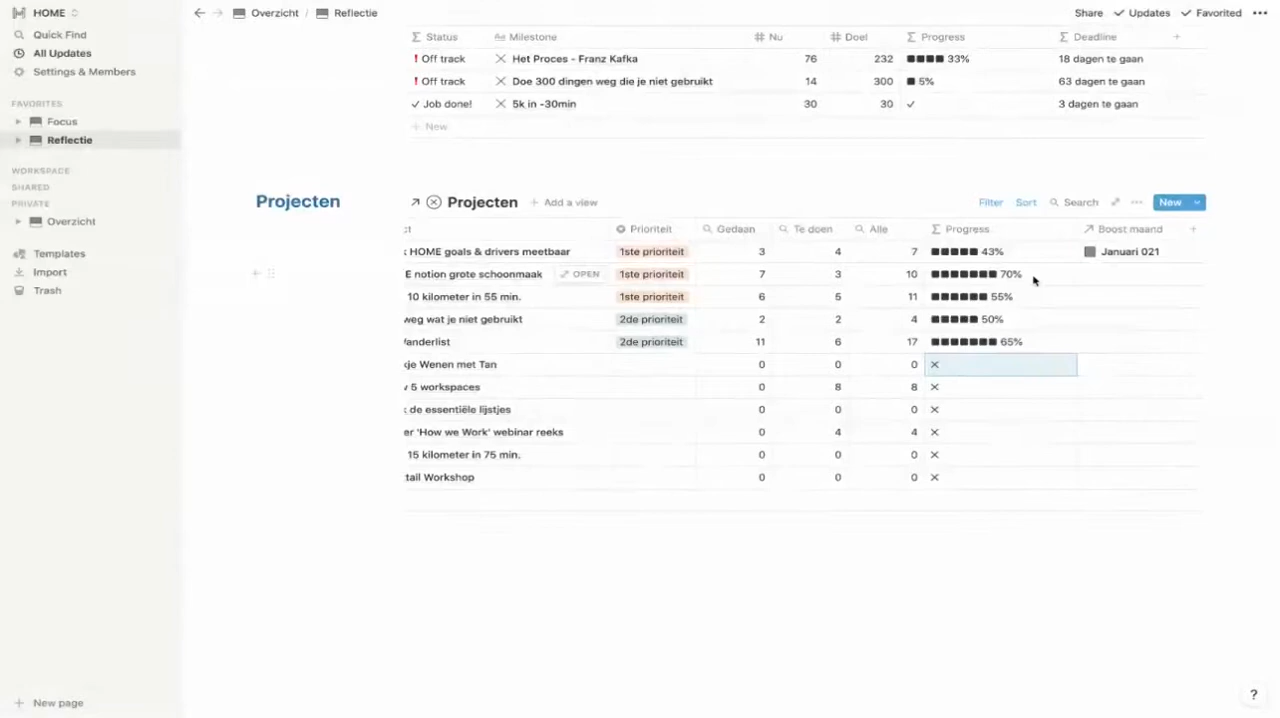 HOME
Overzicht / Reflectie
Share Updates Favorited
Quick Find
All Updates
Settings & Members
FAVORITES
Focus
Reflectie
WORKSPACE
SHARED
PRIVATE
Overzicht
Templates
Import
Trash
New page
Status Milestone Nu Doel Progress Deadline
Off track Het Proces - Franz Kafka 76 232 33% 18 dagen te gaan
Off track Doe 300 dingen weg die je niet gebruikt 14 300 5% 63 dagen te gaan
Job done! 5k in -30min 30 30 ✓ 3 dagen te gaan
+ New
Projecten
Projecten + Add a view Filter Sort Search New
ct Prioriteit Gedaan Te doen Alle Progress Boost maand
HOME goals & drivers meetbaar 1ste prioriteit 3 4 7 43% Januari 021
E notion grote schoonmaak OPEN 1ste prioriteit 7 3 10 70%
10 kilometer in 55 min. 1ste prioriteit 6 5 11 55%
weg wat je niet gebruikt 2de prioriteit 2 2 4 50%
Wanderlist 2de prioriteit 11 6 17 65%
kje Wenen met Tan 0 0 0 ✕
5 workspaces 0 8 8 ✕
de essentiële lijstjes 0 0 0 ✕
er 'How we Work' webinar reeks 0 4 4 ✕
15 kilometer in 75 min. 0 0 0 ✕
tail Workshop 0 0 0 ✕
?